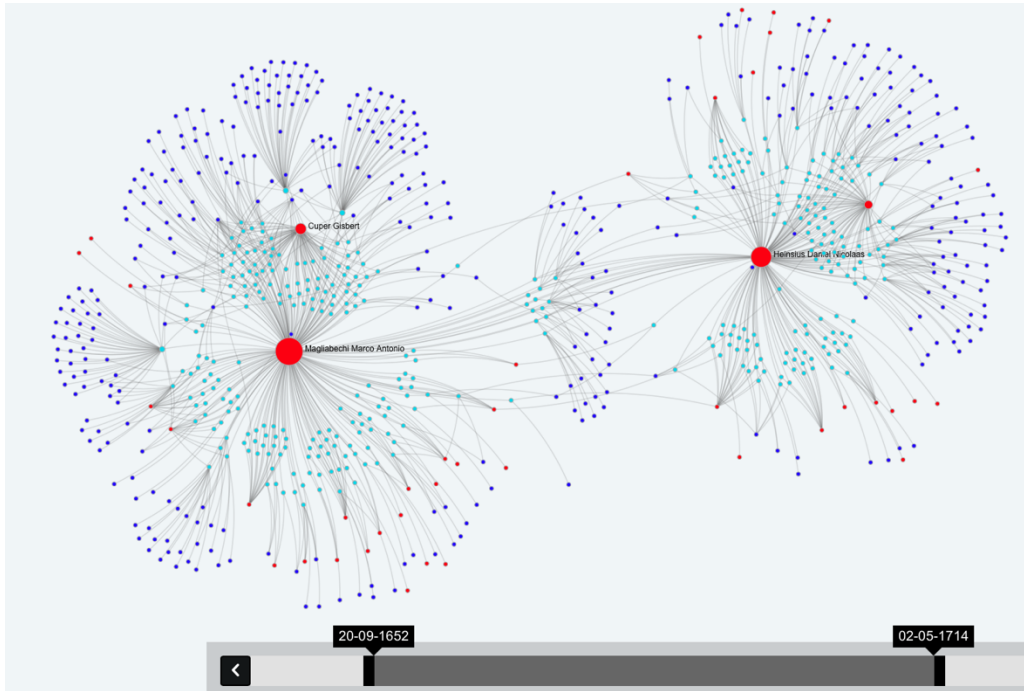 Cuper Gisbert
Heinsius Daniel Nicolaas
Magliabechi Marco Antonio
20-09-1652
02-05-1714